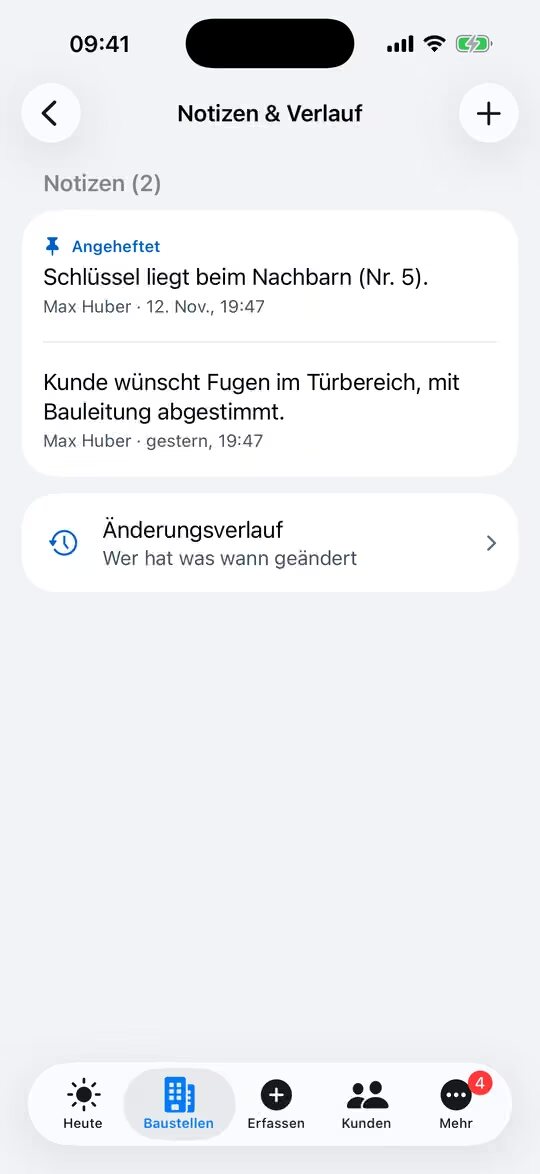 09:41
Notizen & Verlauf
Notizen (2)
Angeheftet
Schlüssel liegt beim Nachbarn (Nr. 5).
Max Huber · 12. Nov., 19:47
Kunde wünscht Fugen im Türbereich, mit
Bauleitung abgestimmt.
Max Huber · gestern, 19:47
Änderungsverlauf
Wer hat was wann geändert
4
Heute
Baustellen
Erfassen
Kunden
Mehr